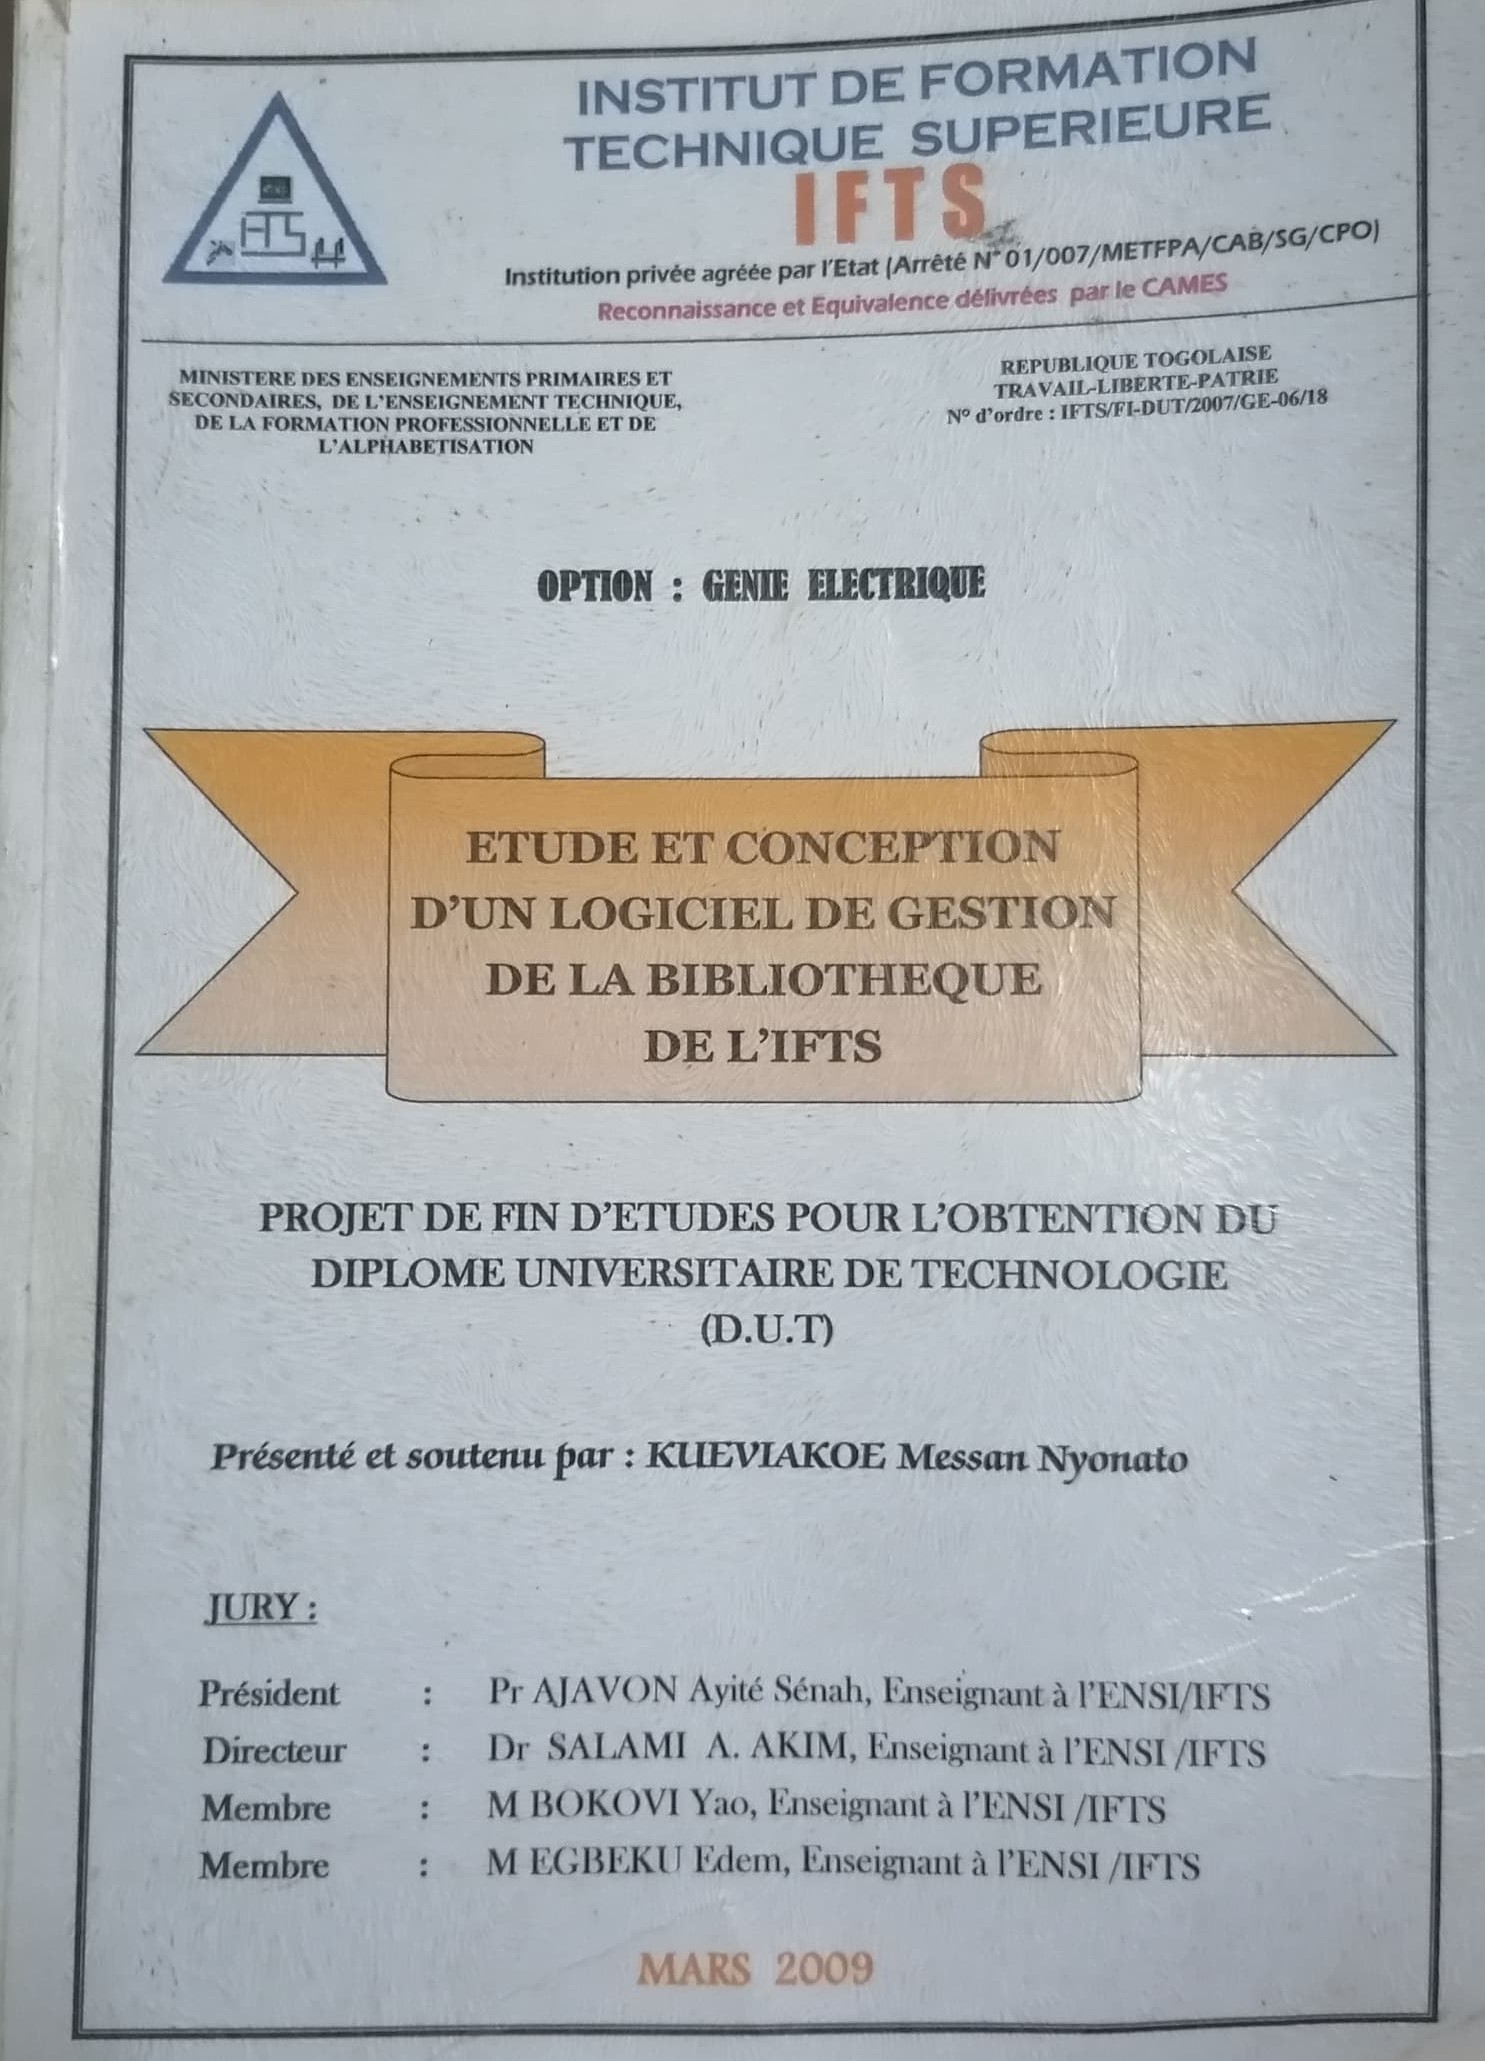 INSTITUT DE FORMATION
TECHNIQUE SUPERIEURE
IFTS
IFTS
Institution privée agréée par l'Etat (Arrêté N° 01/007/METFPA/CAB/SG/CPO)
Reconnaissance et Equivalence délivrées par le CAMES
MINISTERE DES ENSEIGNEMENTS PRIMAIRES ET
SECONDAIRES, DE L'ENSEIGNEMENT TECHNIQUE,
DE LA FORMATION PROFESSIONNELLE ET DE
L'ALPHABETISATION
REPUBLIQUE TOGOLAISE
TRAVAIL-LIBERTE-PATRIE
N° d'ordre : IFTS/FI-DUT/2007/GE-06/18
OPTION : GENIE ELECTRIQUE
ETUDE ET CONCEPTION
D'UN LOGICIEL DE GESTION
DE LA BIBLIOTHEQUE
DE L'IFTS
PROJET DE FIN D'ETUDES POUR L'OBTENTION DU
DIPLOME UNIVERSITAIRE DE TECHNOLOGIE
(D.U.T)
Présenté et soutenu par : KUEVIAKOE Messan Nyonato
JURY :
Président : Pr AJAVON Ayité Sénah, Enseignant à l'ENSI/IFTS
Directeur : Dr SALAMI A. AKIM, Enseignant à l'ENSI /IFTS
Membre : M BOKOVI Yao, Enseignant à l'ENSI /IFTS
Membre : M EGBEKU Edem, Enseignant à l'ENSI /IFTS
MARS 2009